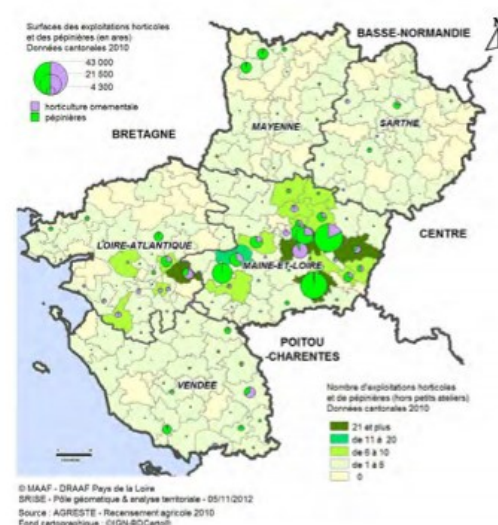 Surfaces des exploitations horticoles
et des pépinières (en ares)
Données cantonales 2010
43 000
21 500
4 300
horticulture ornementale
pépinières
BASSE-NORMANDIE
N
BRETAGNE
MAYENNE
SARTHE
CENTRE
LOIRE-ATLANTIQUE
MAINE-ET-LOIRE
POITOU
-CHARENTES
VENDEE
Nombre d'exploitations horticoles
et de pépinières (hors petits ateliers)
Données cantonales 2010
21 et plus
de 11 à 20
de 6 à 10
de 1 à 5
0
© MAAF - DRAAF Pays de la Loire
SRISE - Pôle géomatique & analyse territoriale - 05/11/2012
Source : AGRESTE - Recensement agricole 2010
Fond cartographique : ©IGN-BDCarto®